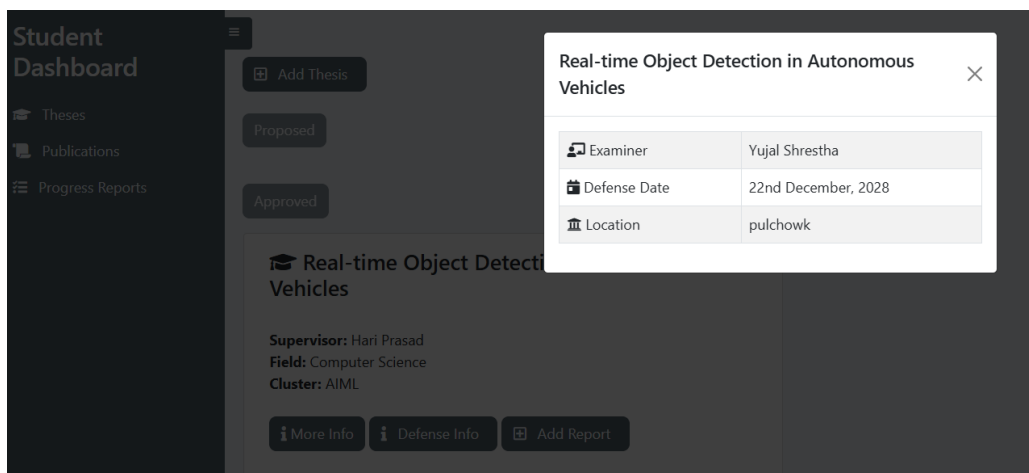 Student
Dashboard
Theses
Publications
Progress Reports
Add Thesis
Proposed
Approved
Real-time Object Detecti
Vehicles
Supervisor: Hari Prasad
Field: Computer Science
Cluster: AIML
More Info
Defense Info
Add Report
Real-time Object Detection in Autonomous
Vehicles
Examiner Yujal Shrestha
Defense Date 22nd December, 2028
Location pulchowk